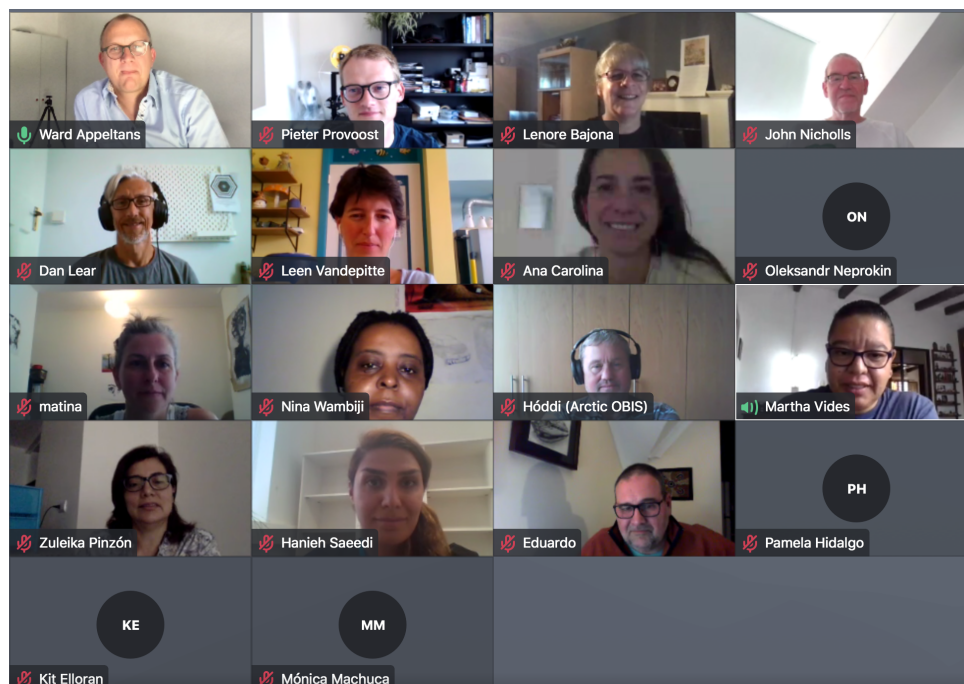 Ward Appeltans
Pieter Provoost
Lenore Bajona
John Nicholls
Dan Lear
Leen Vandepitte
Ana Carolina
ON
Oleksandr Neprokin
matina
Nina Wambiji
Hóddi (Arctic OBIS)
Martha Vides
Zuleika Pinzón
Hanieh Saeedi
Eduardo
PH
Pamela Hidalgo
KE
Kit Elloran
MM
Mónica Machuca